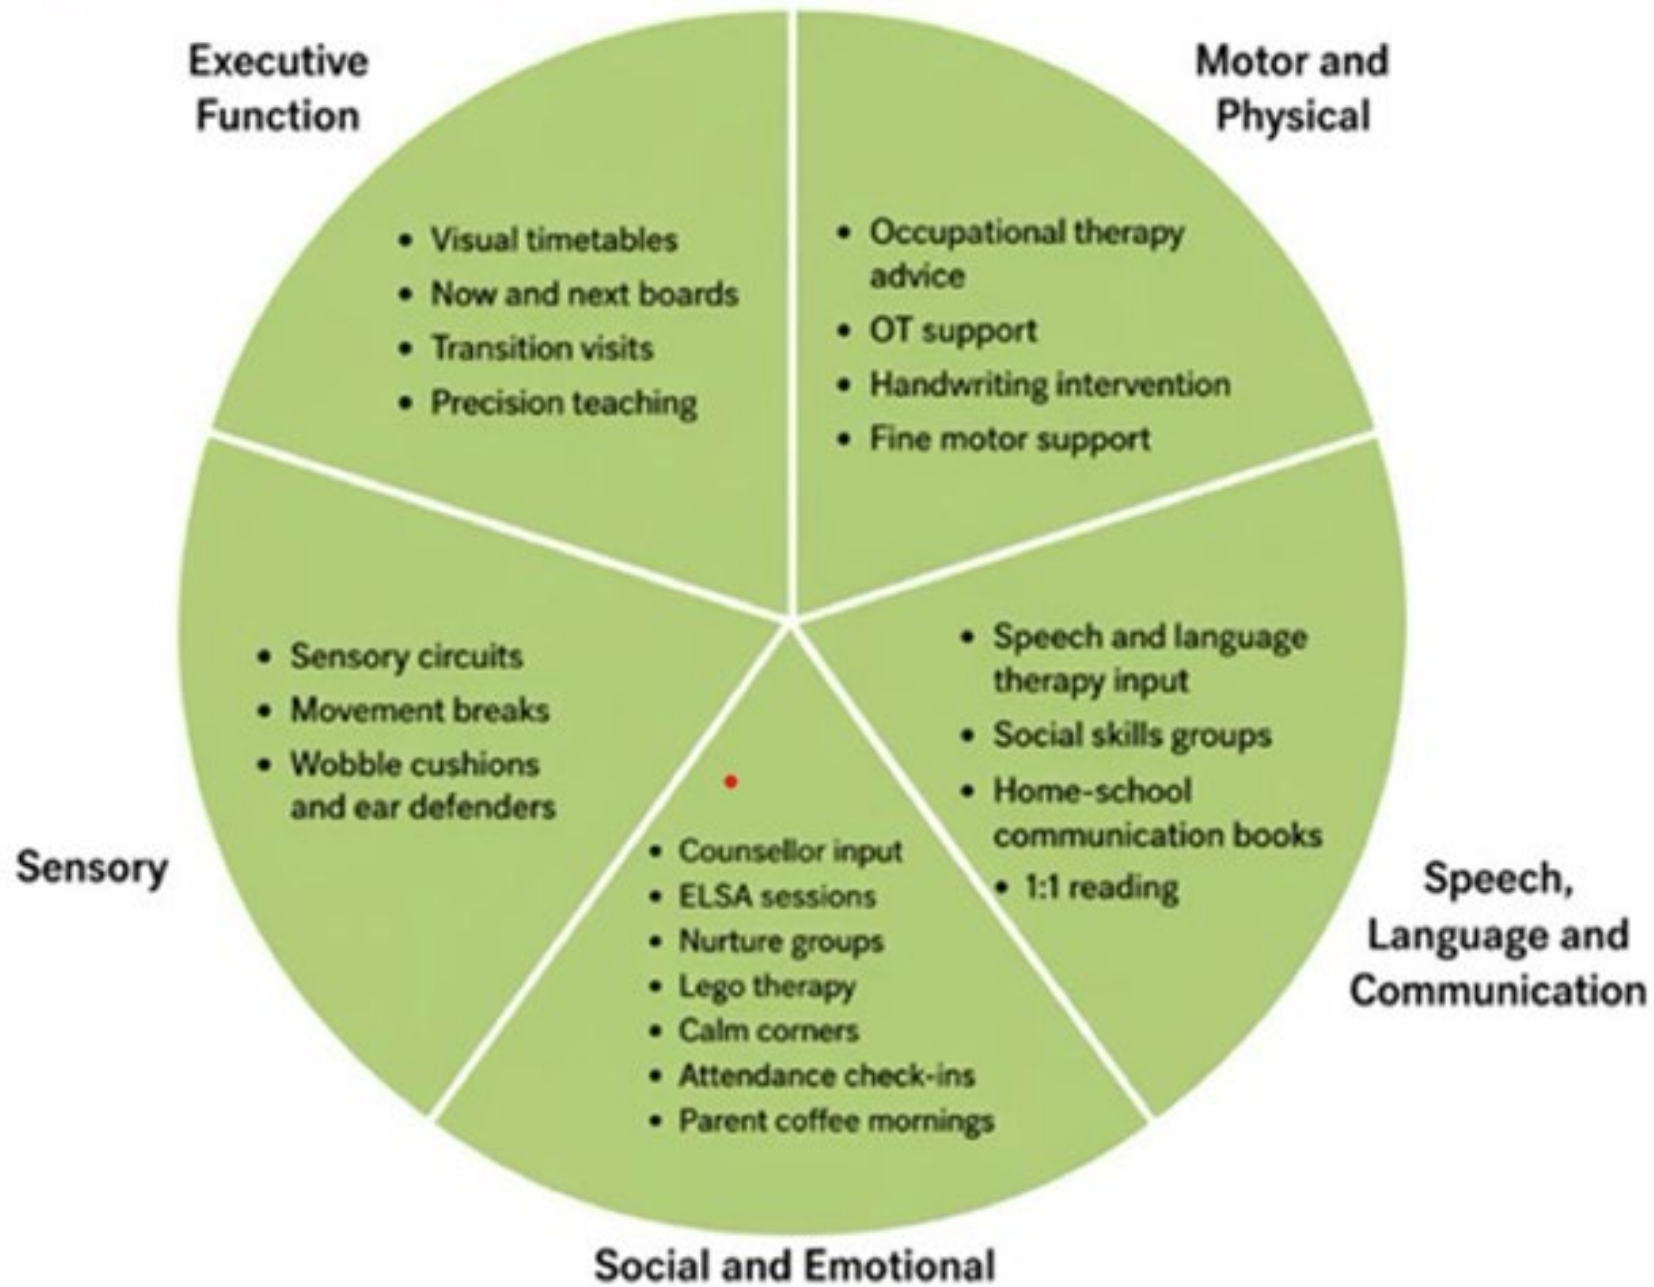 Executive
Function
• Visual timetables
• Now and next boards
• Transition visits
• Precision teaching
Motor and
Physical
• Occupational therapy
advice
• OT support
• Handwriting intervention
• Fine motor support
• Speech and language
therapy input
• Social skills groups
• Home-school
communication books
• 1:1 reading
Speech,
Language and
Communication
• Counsellor input
• ELSA sessions
• Nurture groups
• Lego therapy
• Calm corners
• Attendance check-ins
• Parent coffee mornings
Social and Emotional
• Sensory circuits
• Movement breaks
• Wobble cushions
and ear defenders
Sensory